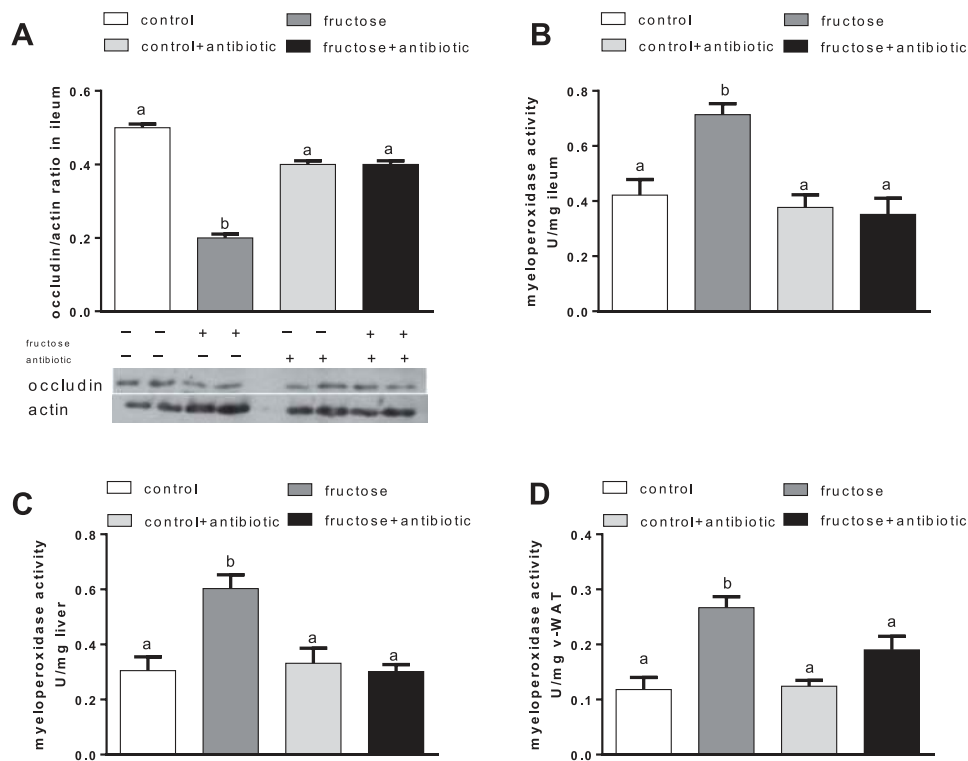 A
control
fructose
control+antibiotic
fructose+antibiotic
occludin/actin ratio in ileum
0.6
0.4
0.2
0.0
a
b
a
a
fructose
− − + + − − + +
antibiotic
− − − − + + + +
occludin
actin
B
control
fructose
control+antibiotic
fructose+antibiotic
myeloperoxidase activity
U/mg ileum
0.8
0.6
0.4
0.2
0.0
a
b
a
a
C
control
fructose
control+antibiotic
fructose+antibiotic
myeloperoxidase activity
U/mg liver
0.8
0.6
0.4
0.2
0.0
a
b
a
a
D
control
fructose
control+antibiotic
fructose+antibiotic
myeloperoxidase activity
U/mg v-WAT
0.4
0.3
0.2
0.1
0.0
a
b
a
a